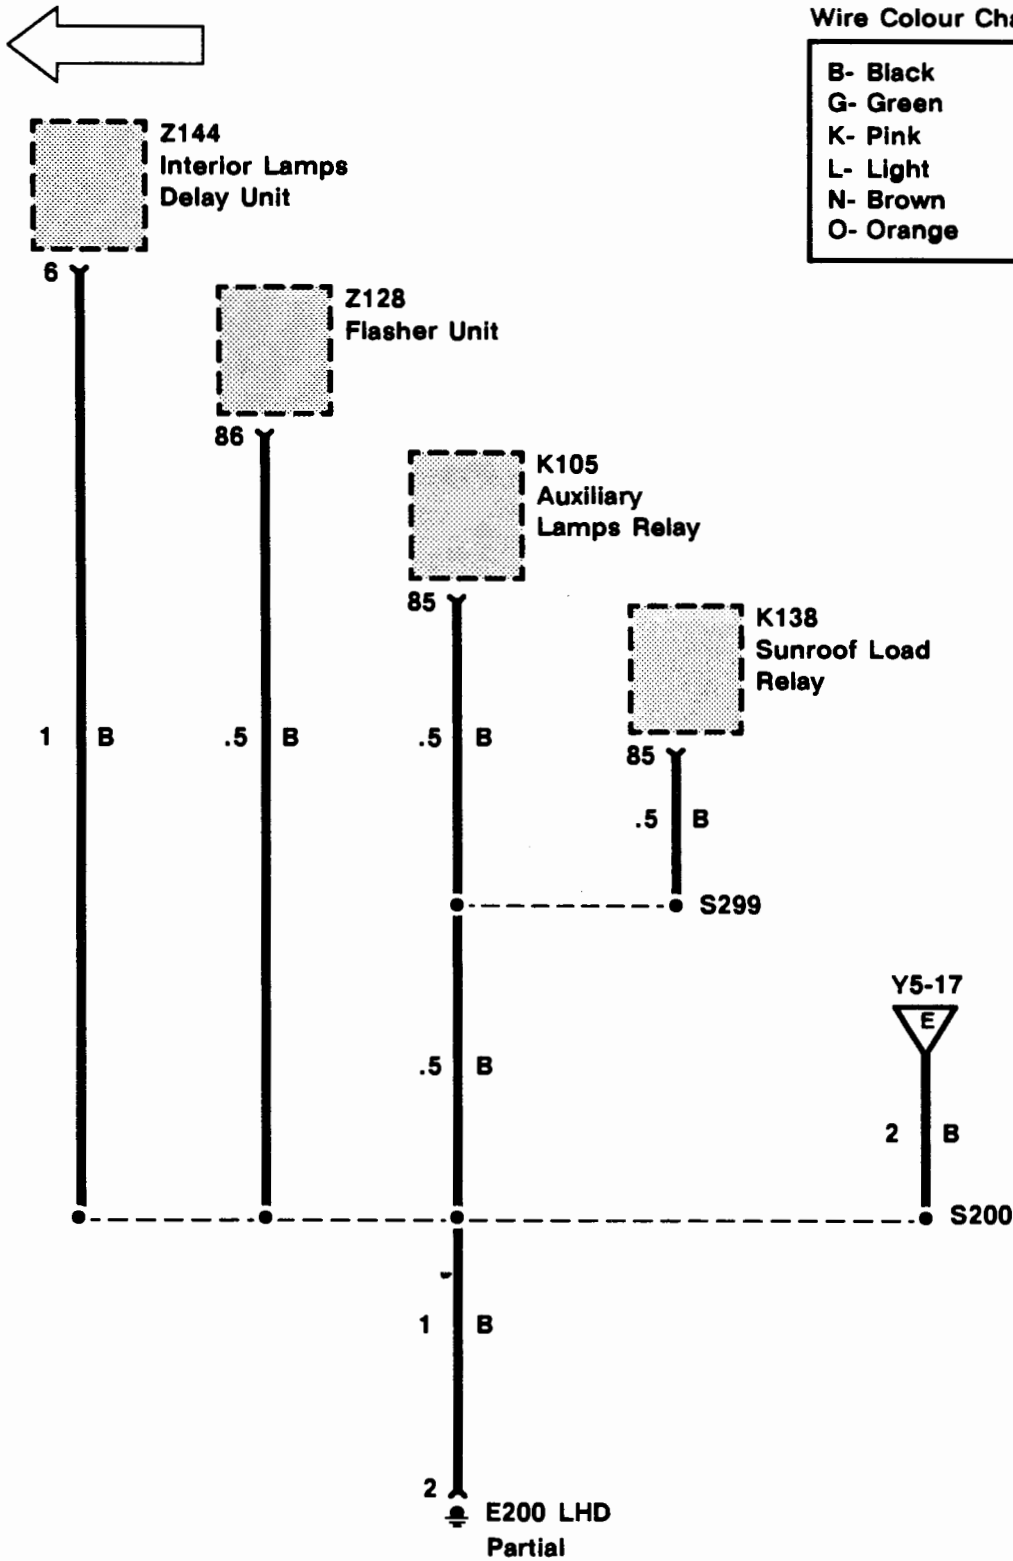 Wire Colour Cha
B- Black
G- Green
K- Pink
L- Light
N- Brown
O- Orange
Z144
Interior Lamps
Delay Unit
6
Z128
Flasher Unit
86
K105
Auxiliary
Lamps Relay
85
K138
Sunroof Load
Relay
85
1 B
.5 B
.5 B
.5 B
S299
Y5-17
E
.5 B
2 B
S200
1 B
2
E200 LHD
Partial